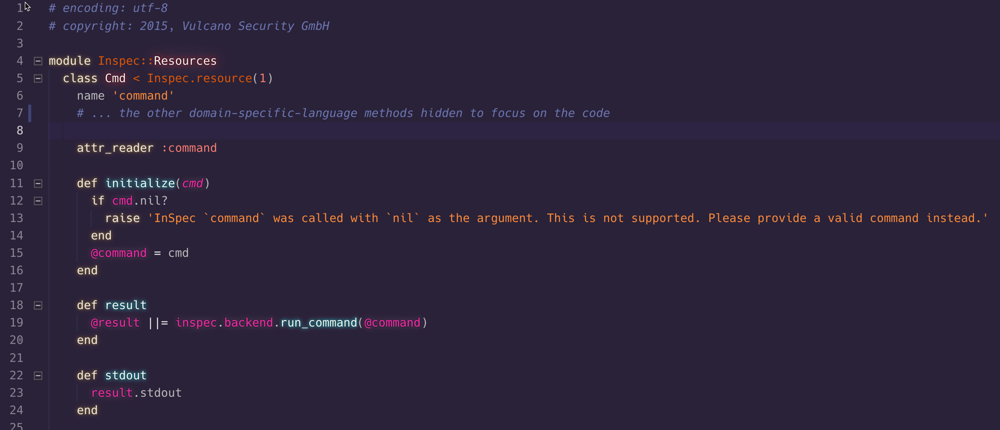 1 # encoding: utf-8
2 # copyright: 2015, Vulcano Security GmbH
3
4 module Inspec::Resources
5 class Cmd < Inspec.resource(1)
6 name 'command'
7 # ... the other domain-specific-language methods hidden to focus on the code
8
9 attr_reader :command
10
11 def initialize(cmd)
12 if cmd.nil?
13 raise 'InSpec `command` was called with `nil` as the argument. This is not supported. Please provide a valid command instead.'
14 end
15 @command = cmd
16 end
17
18 def result
19 @result ||= inspec.backend.run_command(@command)
20 end
21
22 def stdout
23 result.stdout
24 end
25